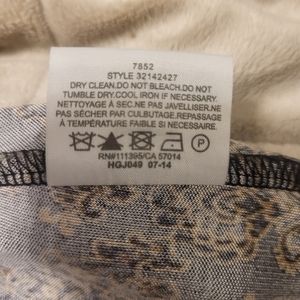 7852
STYLE 32142427
DRY CLEAN.DO NOT BLEACH.DO NOT
TUMBLE DRY.COOL IRON IF NECESSARY.
NETTOYAGE À SEC.NE PAS JAVELLISER.NE
PAS SÉCHER PAR CULBUTAGE.REPASSAGE
À TEMPÉRATURE FAIBLE SI NÉCESSAIRE.
P
RN#111395/CA 57014
HGJ049 07-14